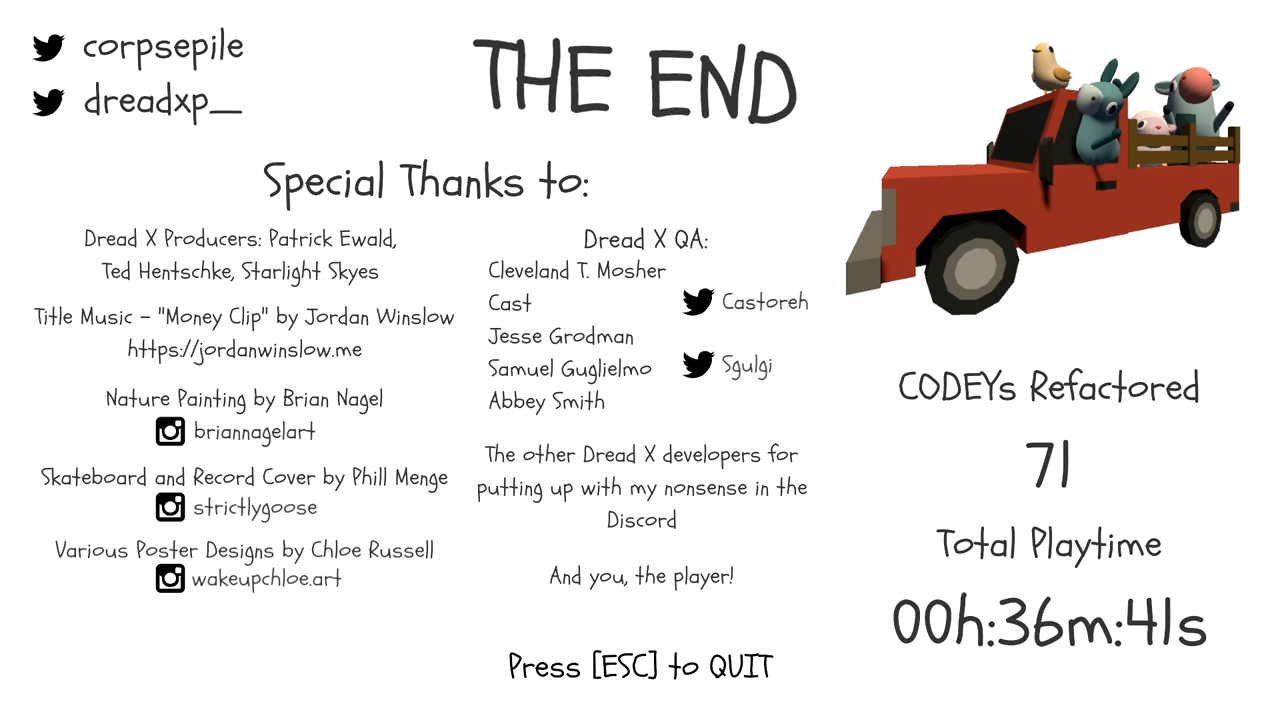 corpsepile
dreadxp__
THE END
Special Thanks to:
Dread X Producers: Patrick Ewald,
Ted Hentschke, Starlight Skyes
Title Music - "Money Clip" by Jordan Winslow
https://jordanwinslow.me
Nature Painting by Brian Nagel
briannagelart
Skateboard and Record Cover by Phill Menge
strictlygoose
Various Poster Designs by Chloe Russell
wakeupchloe.art
Dread X QA:
Cleveland T. Mosher
Cast
Castoreh
Jesse Grodman
Samuel Guglielmo
Sgulgi
Abbey Smith
The other Dread X developers for
putting up with my nonsense in the
Discord
And you, the player!
CODEYs Refactored
71
Total Playtime
00h:36m:41s
Press [ESC] to QUIT